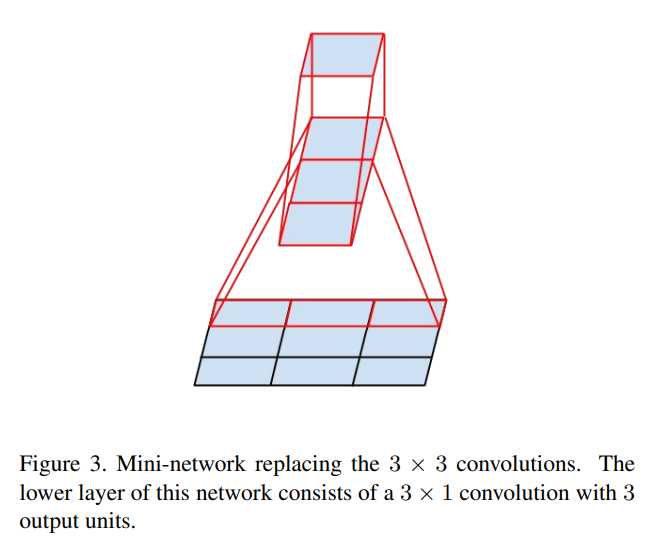 Figure 3. Mini-network replacing the 3 × 3 convolutions. The
lower layer of this network consists of a 3 × 1 convolution with 3
output units.